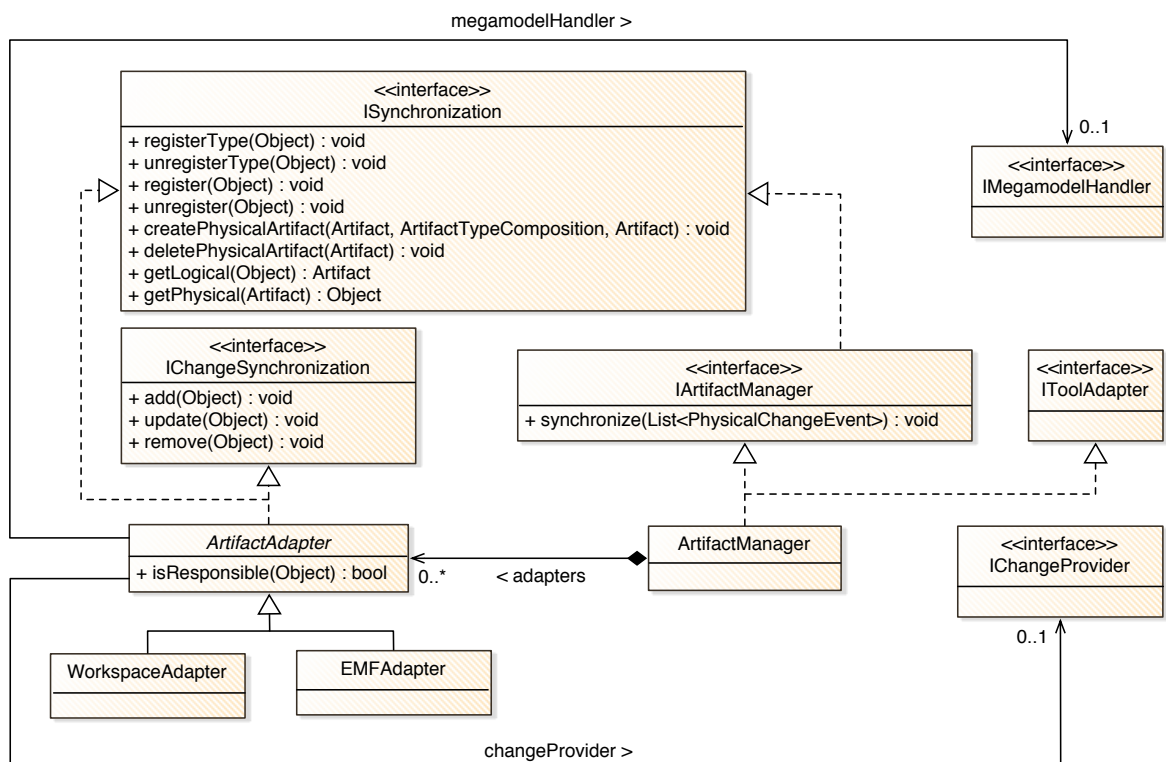 megamodelHandler >
<<interface>>
ISynchronization
+ registerType(Object) : void
+ unregisterType(Object) : void
+ register(Object) : void
+ unregister(Object) : void
+ createPhysicalArtifact(Artifact, ArtifactTypeComposition, Artifact) : void
+ deletePhysicalArtifact(Artifact) : void
+ getLogical(Object) : Artifact
+ getPhysical(Artifact) : Object
0..1
<<interface>>
IMegamodelHandler
<<interface>>
IChangeSynchronization
+ add(Object) : void
+ update(Object) : void
+ remove(Object) : void
<<interface>>
IArtifactManager
+ synchronize(List<PhysicalChangeEvent>) : void
<<interface>>
IToolAdapter
ArtifactAdapter
+ isResponsible(Object) : bool
0..*
< adapters
ArtifactManager
<<interface>>
IChangeProvider
0..1
WorkspaceAdapter
EMFAdapter
changeProvider >